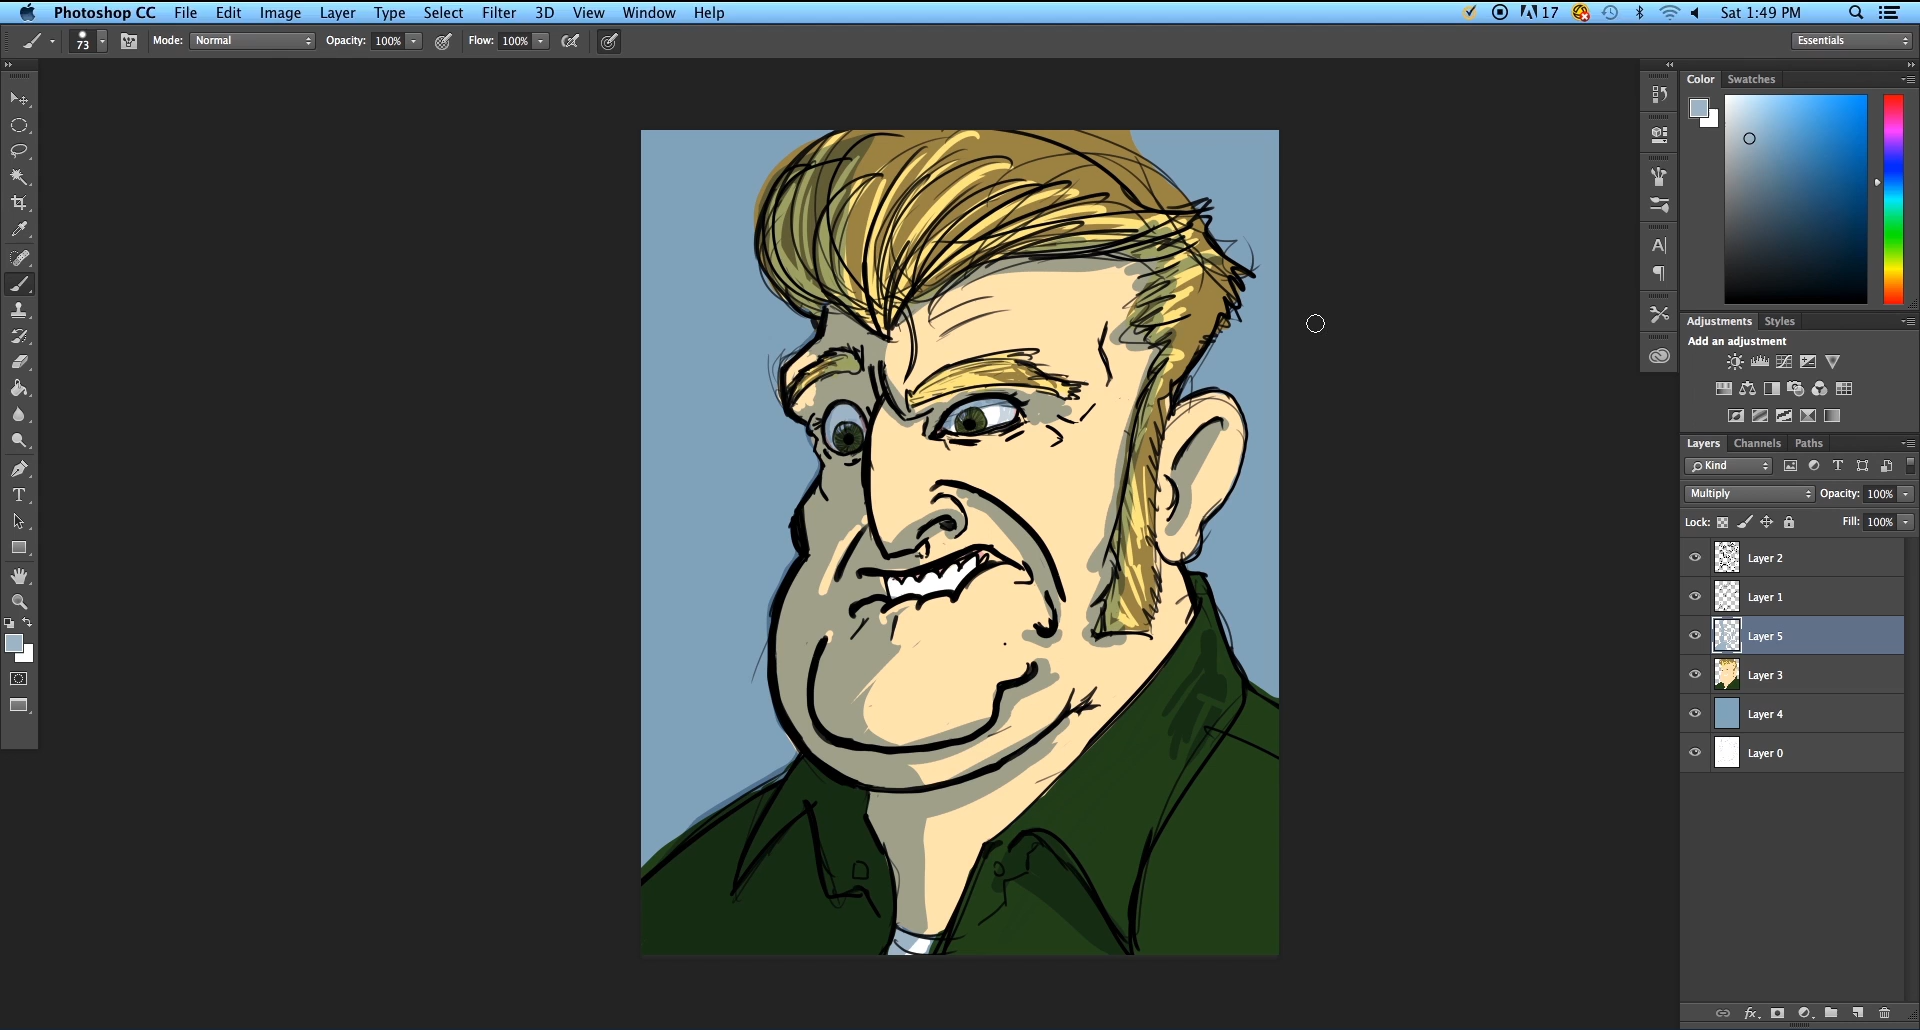 Photoshop CC File Edit Image Layer Type Select Filter 3D View Window Help 17 Sat 1:49 PM
73 Mode: Normal Opacity: 100% Flow: 100% Essentials
Color Swatches
Adjustments Styles
Add an adjustment
Layers Channels Paths
Kind T
Multiply Opacity: 100%
Lock: Fill: 100%
Layer 2
Layer 1
Layer 5
Layer 3
Layer 4
Layer 0
fx
A
T